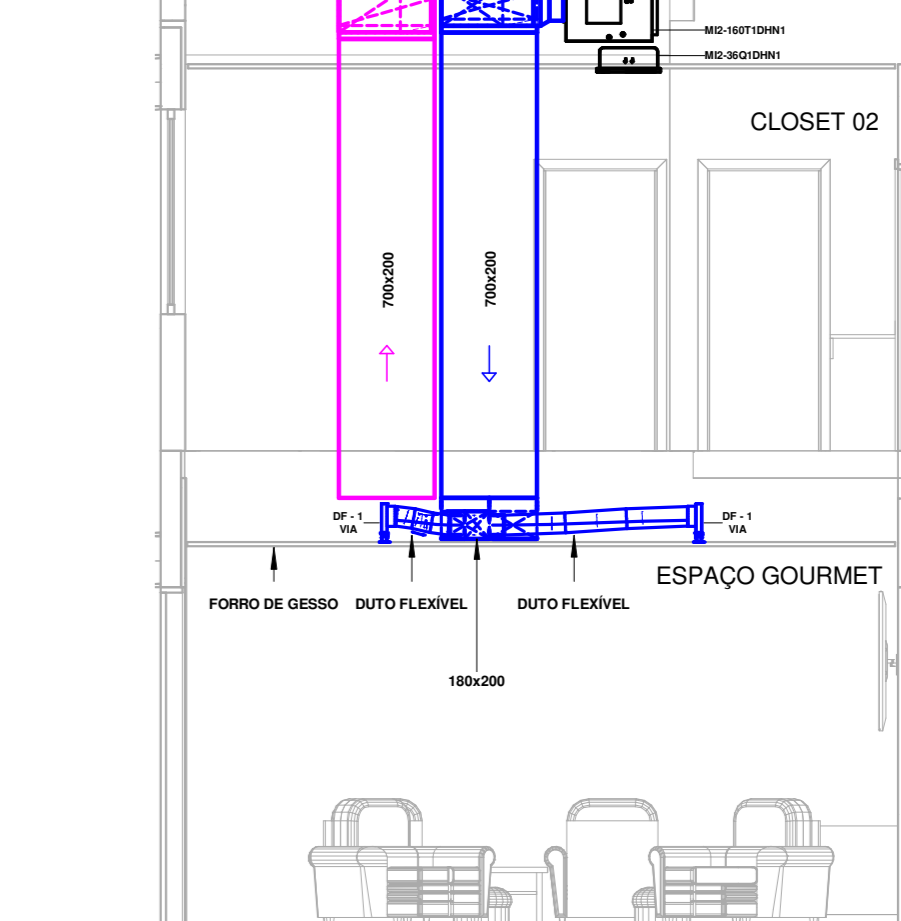 MI2-160T1DHN1
MI2-36Q1DHN1
CLOSET 02
700x200
700x200
DF - 1
VIA
DF - 1
VIA
ESPAÇO GOURMET
FORRO DE GESSO
DUTO FLEXÍVEL
DUTO FLEXÍVEL
180x200